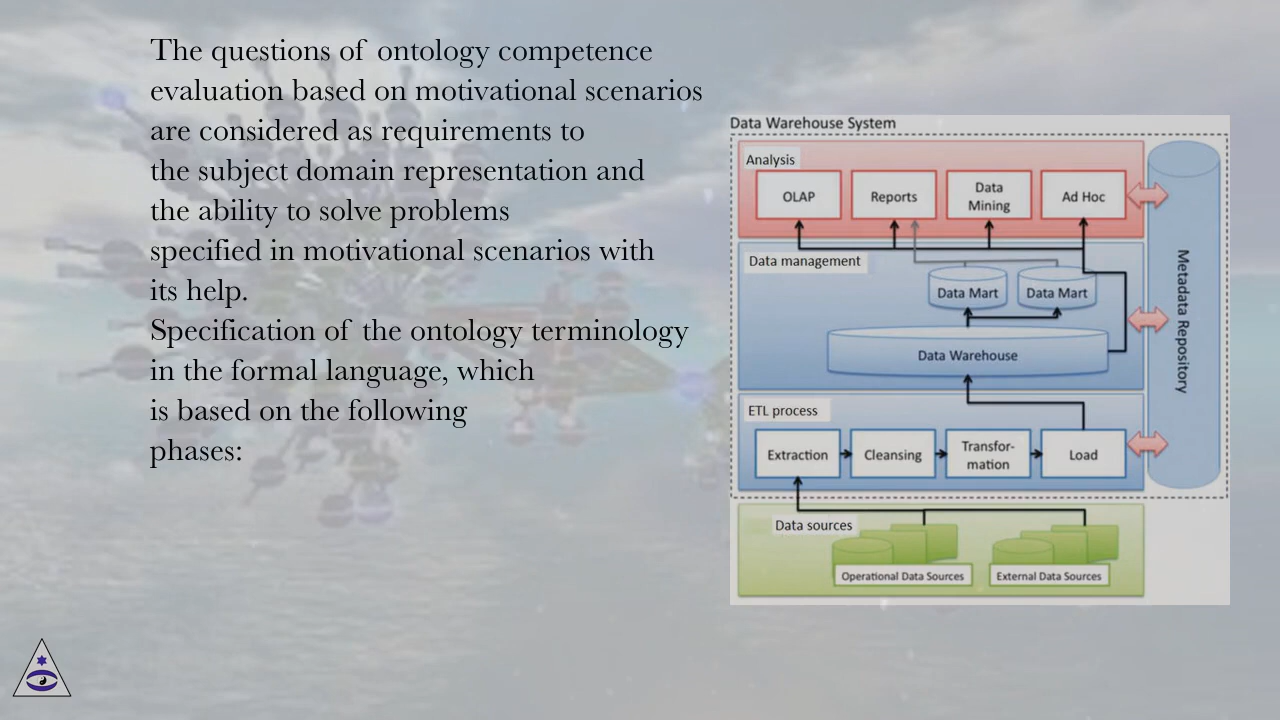 The questions of ontology competence
evaluation based on motivational scenarios
are considered as requirements to
the subject domain representation and
the ability to solve problems
specified in motivational scenarios with
its help.
Specification of the ontology terminology
in the formal language, which
is based on the following
phases:
Data Warehouse System
Analysis
OLAP
Reports
Data
Mining
Ad Hoc
Data management
Data Mart
Data Mart
Data Warehouse
ETL process
Extraction
Cleansing
Transfor-
mation
Load
Metadata Repository
Data sources
Operational Data Sources
External Data Sources